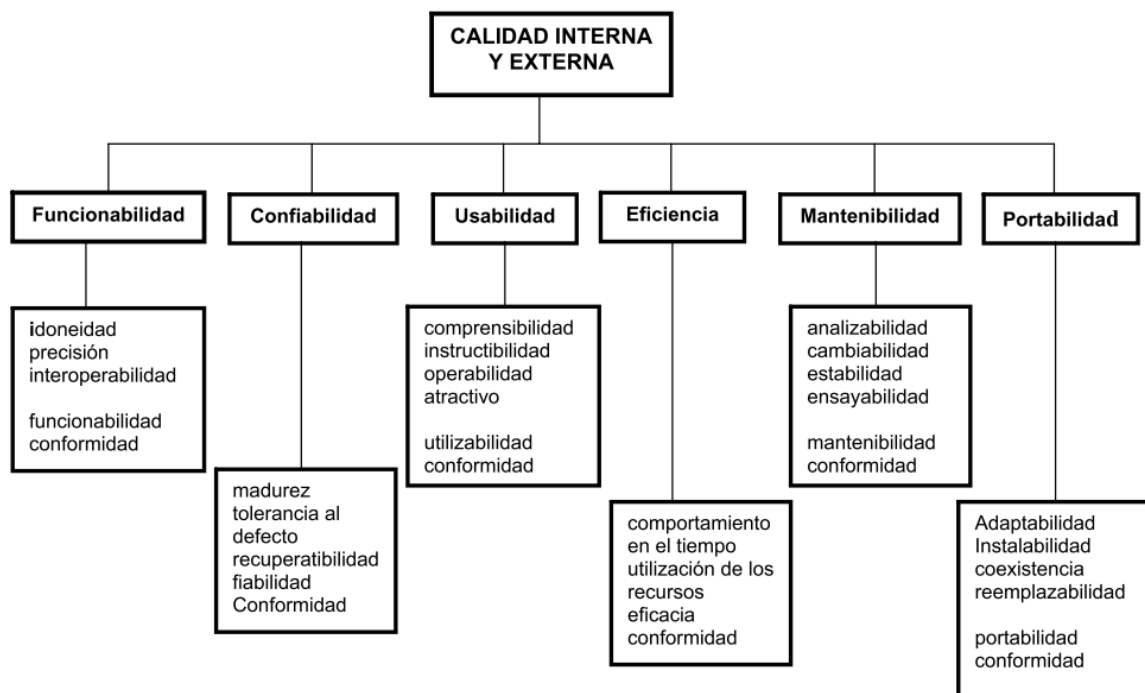 CALIDAD INTERNA
Y EXTERNA
Funcionabilidad
Confiabilidad
Usabilidad
Eficiencia
Mantenibilidad
Portabilidad
idoneidad
precisión
interoperabilidad
funcionabilidad
conformidad
madurez
tolerancia al
defecto
recuperatibilidad
fiabilidad
Conformidad
comprensibilidad
instructibilidad
operabilidad
atractivo
utilizabilidad
conformidad
comportamiento
en el tiempo
utilización de los
recursos
eficacia
conformidad
analizabilidad
cambiabilidad
estabilidad
ensayabilidad
mantenibilidad
conformidad
Adaptabilidad
Instalabilidad
coexistencia
reemplazabilidad
portabilidad
conformidad